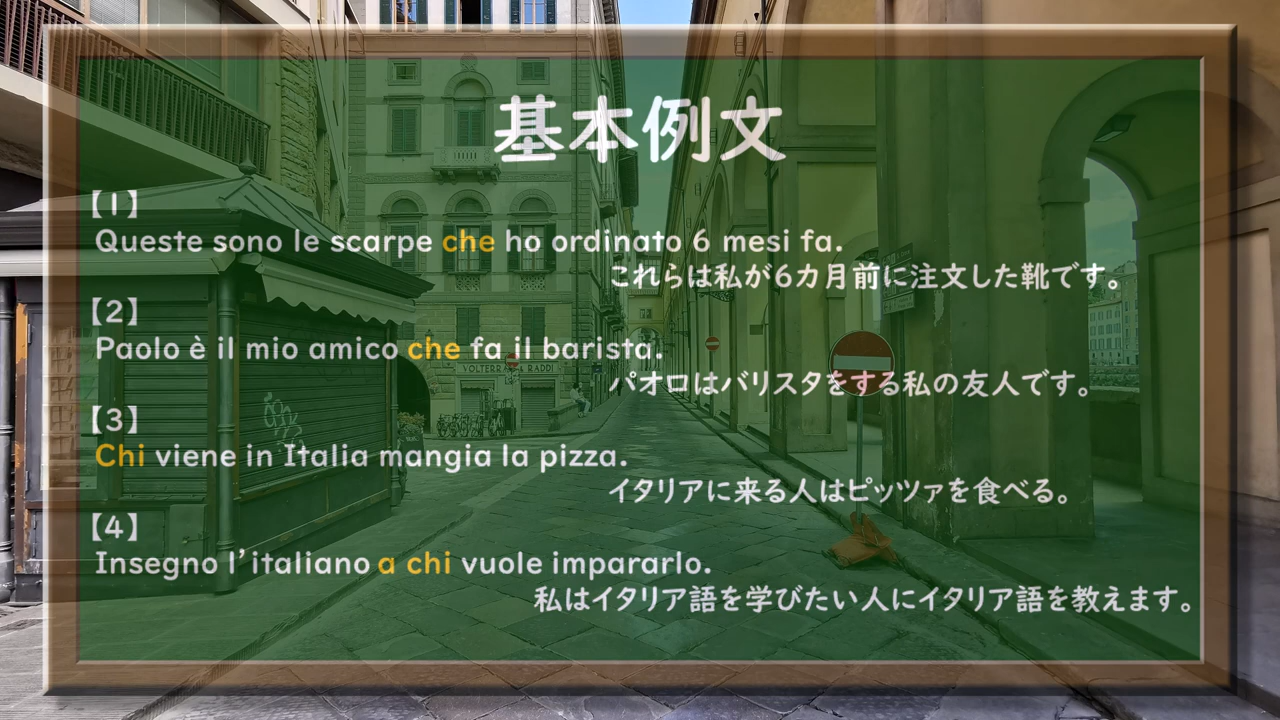 基本例文
【1】
Queste sono le scarpe che ho ordinato 6 mesi fa.
これらは私が6カ月前に注文した靴です。
【2】
Paolo è il mio amico che fa il barista.
パオロはバリスタをする私の友人です。
【3】
Chi viene in Italia mangia la pizza.
イタリアに来る人はピッツァを食べる。
【4】
Insegno l'italiano a chi vuole impararlo.
私はイタリア語を学びたい人にイタリア語を教えます。